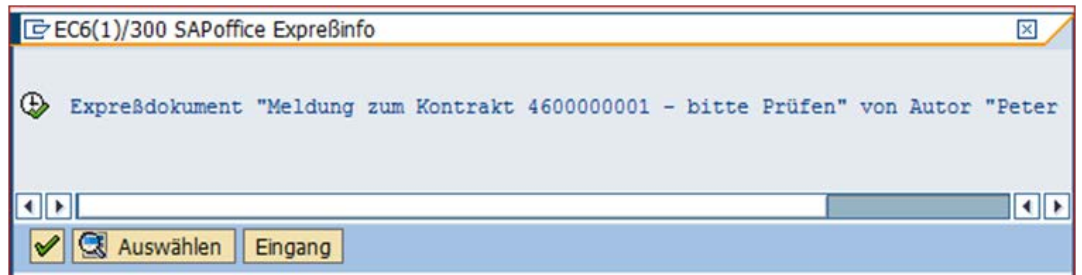 EC6(1)/300 SAPoffice Expreßinfo
Expreßdokument "Meldung zum Kontrakt 4600000001 - bitte Prüfen" von Autor "Peter
Auswählen Eingang